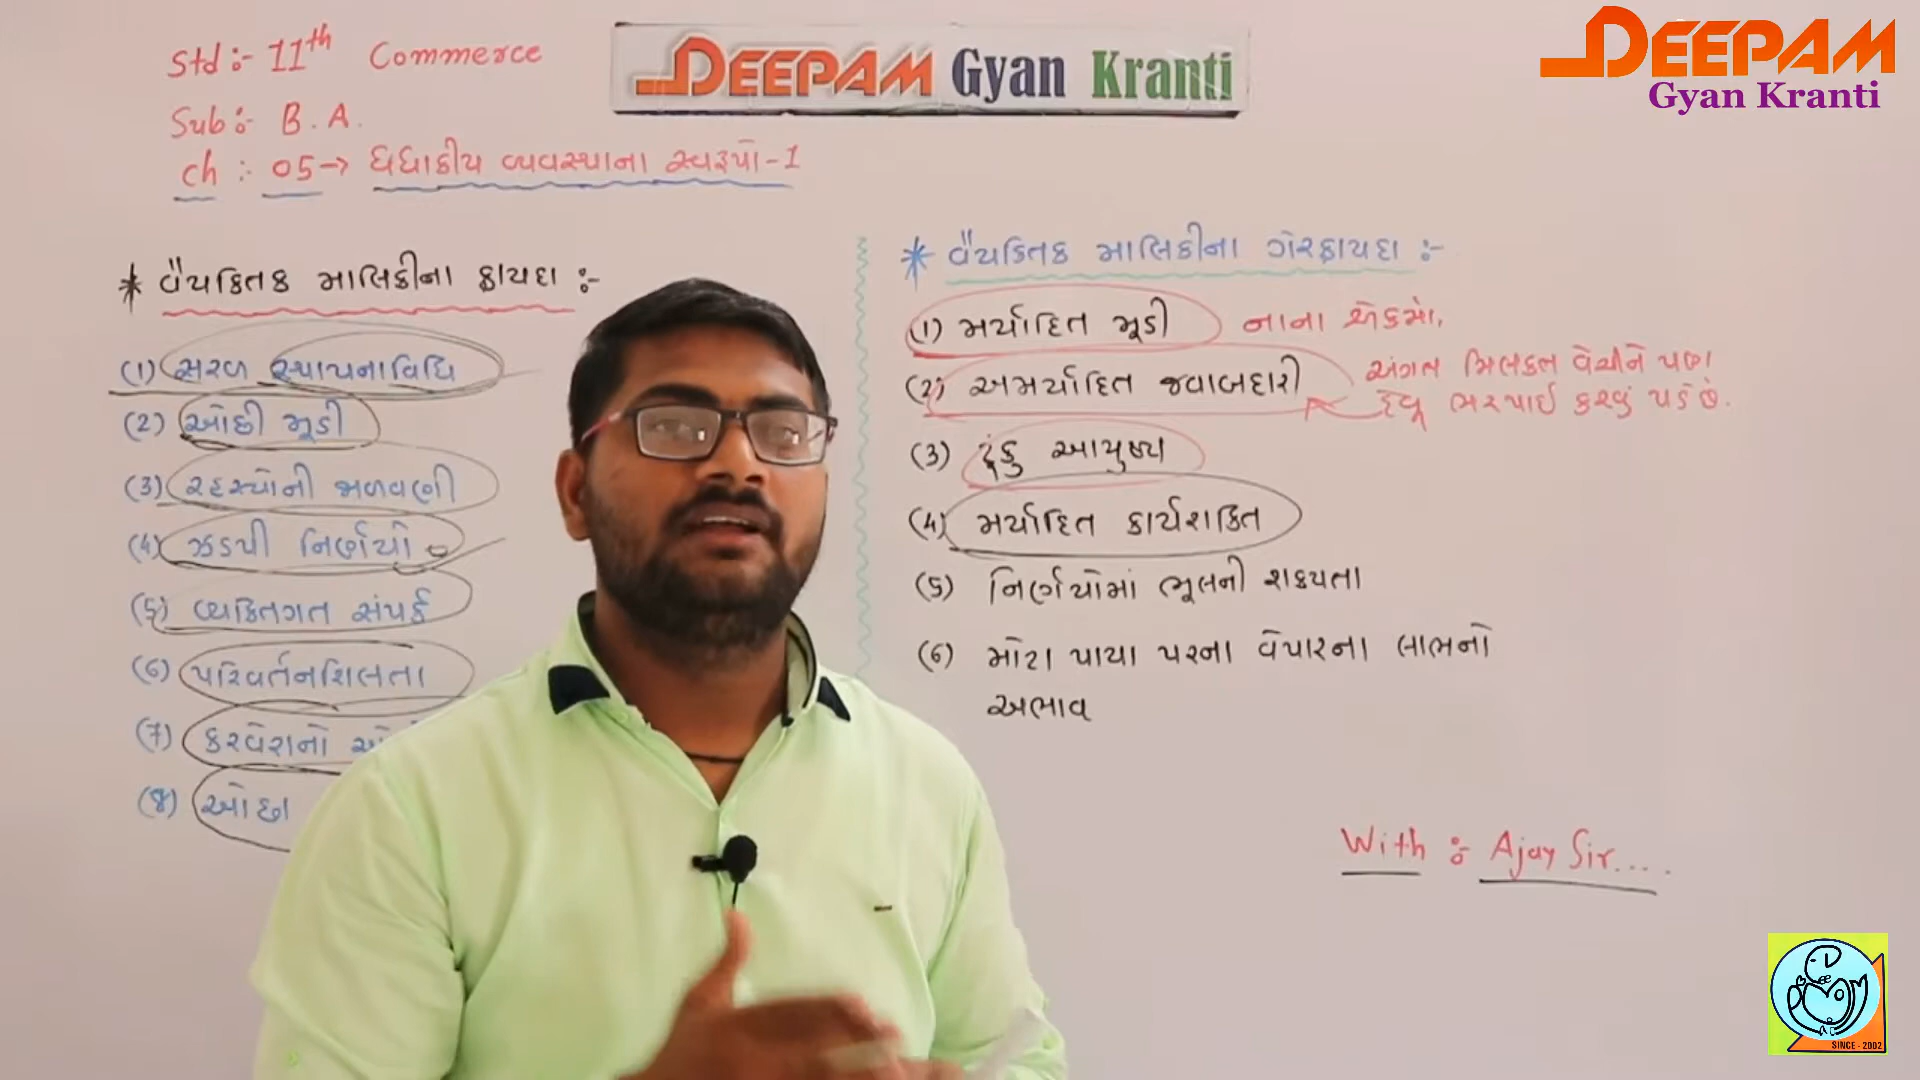 Std :- 11th Commerce
Sub :- B.A.
ch : 05 → ધંધાકીય વ્યવસ્થાના સ્વરૂપો-1
DEEPAM Gyan Kranti
DEEPAM
Gyan Kranti
* વૈયક્તિક માલિકીના ફાયદા :-
(1) સરળ સ્થાપનાવિધિ
(2) ઓછી મૂડી
(3) રહસ્યોની જાળવણી
(4) ઝડપી નિર્ણયો
(5) વ્યક્તિગત સંપર્ક
(6) પરિવર્તનશિલતા
(7) કરવેરાનો
(8) ઓછા
* વૈયક્તિક માલિકીના ગેરફાયદા :-
(1) મર્યાદિત મૂડી નાના એકમો.
(2) અમર્યાદિત જવાબદારી અંગત મિલકત વેચીને પણ
દેવૂ ભરપાઈ કરવું પડે છે.
(3) ટૂંકુ આયુષ્ય
(4) મર્યાદિત કાર્યશક્તિ
(5) નિર્ણયોમાં ભૂલની શક્યતા
(6) મોટા પાયા પરના વેપારના લાભનો
અભાવ
With :- Ajay Sir....
SINCE - 2002